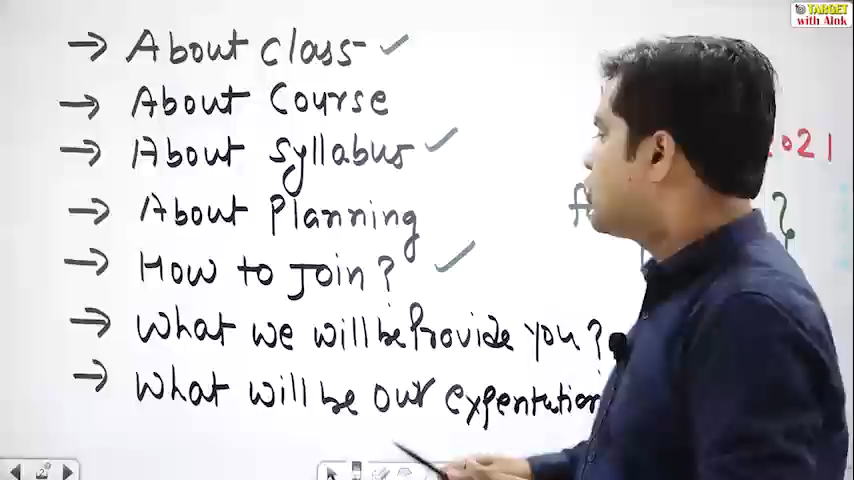 TARGET
with Alok
→ About class ✓
→ About Course
→ About Syllabus ✓
→ About Planning
→ How to Join? ✓
→ What we will be Provide you?
→ What will be our expentution
2021
?